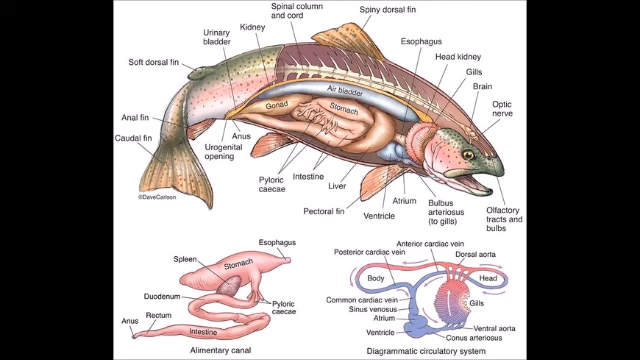 Spinal column
and cord
Spiny dorsal fin
Kidney
Urinary
bladder
Esophagus
Head kidney
Soft dorsal fin
Gills
Brain
Optic
nerve
Air bladder
Gonad
Stomach
Anal fin
Anus
Caudal fin
Urogenital
opening
Pyloric
caecae
Intestine
Liver
Pectoral fin
Ventricle
Atrium
Bulbus
arteriosus
(to gills)
Olfactory
tracts and
bulbs
©DaveCarlson
Esophagus
Spleen
Stomach
Duodenum
Pyloric
caecae
Rectum
Anus
Intestine
Alimentary canal
Anterior cardiac vein
Posterior cardiac vein
Dorsal aorta
Body
Head
Common cardiac vein
Sinus venosus
Gills
Atrium
Ventricle
Ventral aorta
Conus arteriosus
Diagrammatic circulatory system